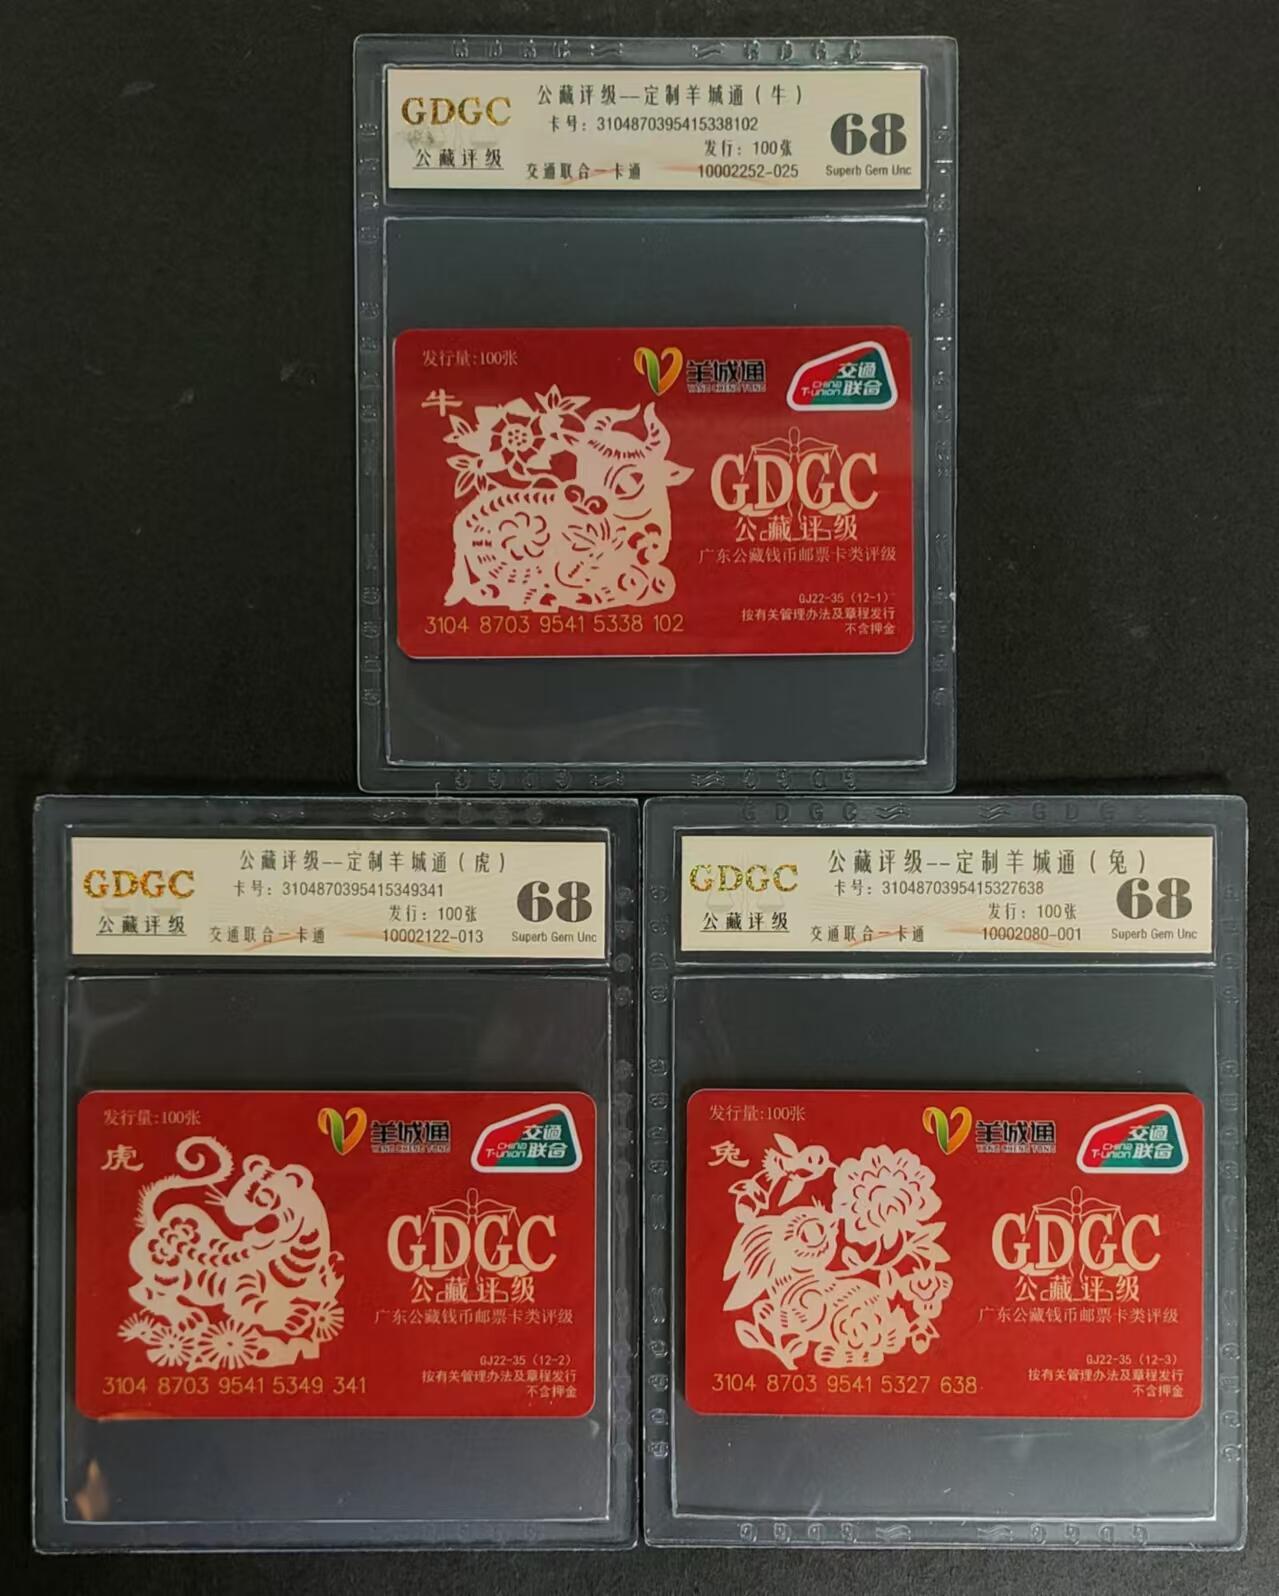 GDGC
公藏评级
公藏评级--定制羊城通（牛）
卡号：3104870395415338102
发行：100张
交通联合一卡通
10002252-025
68
Superb Gem Unc
发行量:100张
羊城通
YANG CHENG TONG
交通
联合
CHINA
T-UNION
牛
GDGC
公藏评级
广东公藏钱币邮票卡类评级
GJ22-35（12-1）
按有关管理办法及章程发行
不含押金
3104 8703 9541 5338 102
GDGC
公藏评级
公藏评级--定制羊城通（虎）
卡号：3104870395415349341
发行：100张
交通联合一卡通
10002122-013
68
Superb Gem Unc
发行量:100张
羊城通
YANG CHENG TONG
交通
联合
CHINA
T-UNION
虎
GDGC
公藏评级
广东公藏钱币邮票卡类评级
GJ22-35（12-2）
按有关管理办法及章程发行
不含押金
3104 8703 9541 5349 341
GDGC
公藏评级
公藏评级--定制羊城通（兔）
卡号：3104870395415327638
发行：100张
交通联合一卡通
10002080-001
68
Superb Gem Unc
发行量:100张
羊城通
YANG CHENG TONG
交通
联合
CHINA
T-UNION
兔
GDGC
公藏评级
广东公藏钱币邮票卡类评级
GJ22-35（12-3）
按有关管理办法及章程发行
不含押金
3104 8703 9541 5327 638